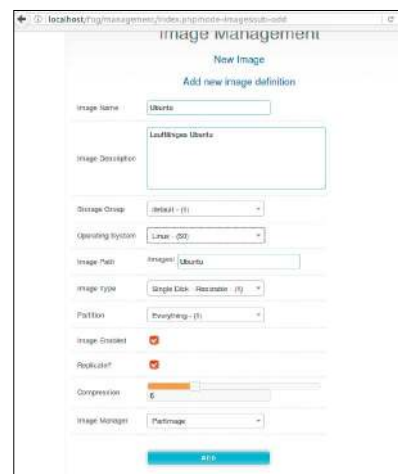 localhost/fog/management/index.php?node=images&sub=add
Image Management
New Image
Add new image definition
Image Name
Ubuntu
Image Description
Lauffähiges Ubuntu
Storage Group
default - (1)
Operating System
Linux - (50)
Image Path
/images/
Ubuntu
Image Type
Single Disk - Resizable - (1)
Partition
Everything - (1)
Image Enabled
Replicate?
Compression
6
Image Manager
Partimage
Add